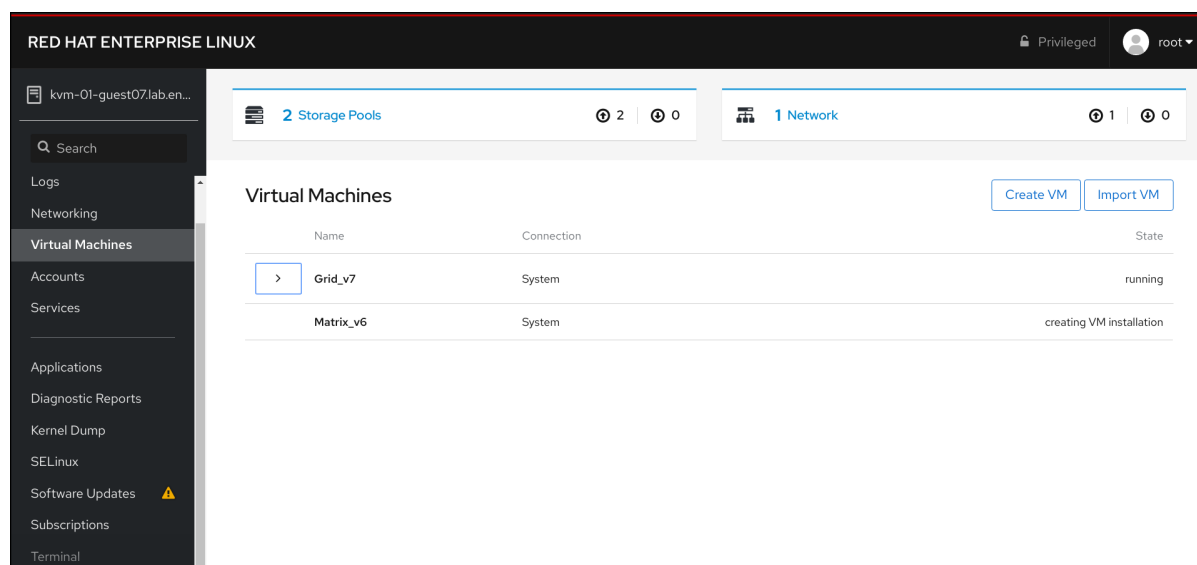 RED HAT ENTERPRISE LINUX
Privileged
root
kvm-01-guest07.lab.en...
Search
Logs
Networking
Virtual Machines
Accounts
Services
Applications
Diagnostic Reports
Kernel Dump
SELinux
Software Updates
Subscriptions
Terminal
2 Storage Pools 2 0
1 Network 1 0
Virtual Machines
Create VM Import VM
Name Connection State
Grid_v7 System running
Matrix_v6 System creating VM installation